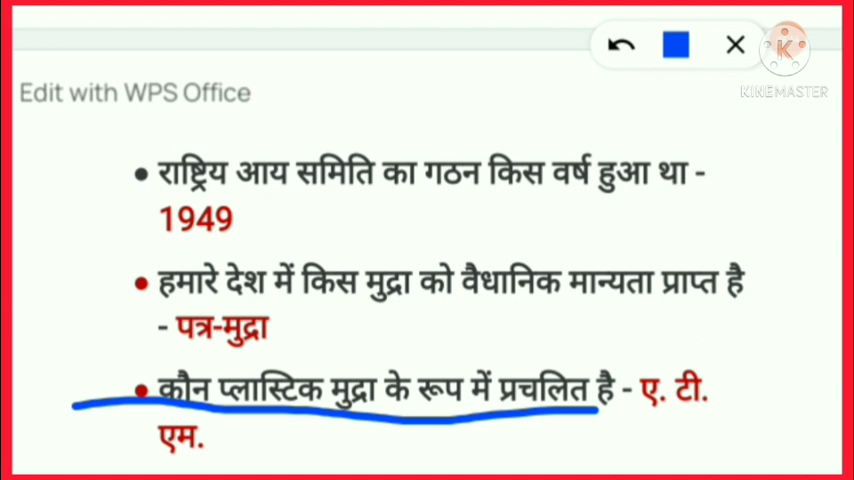 KINEMASTER
Edit with WPS Office
• राष्ट्रिय आय समिति का गठन किस वर्ष हुआ था -
1949
• हमारे देश में किस मुद्रा को वैधानिक मान्यता प्राप्त है
- पत्र-मुद्रा
• कौन प्लास्टिक मुद्रा के रूप में प्रचलित है - ए. टी.
एम.